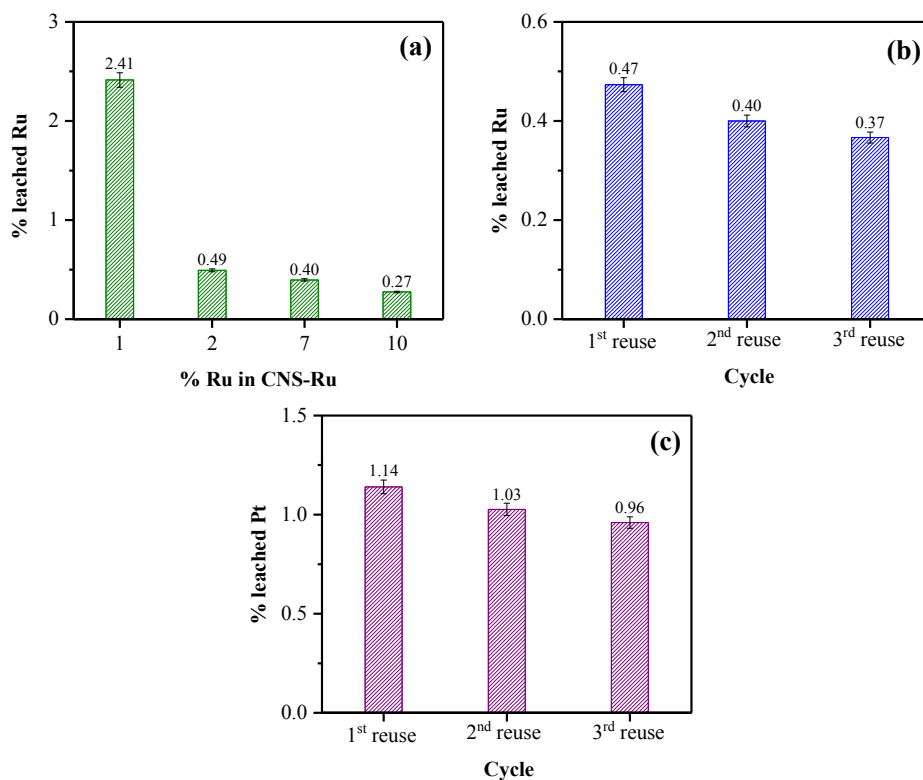 (a)
% leached Ru
3
2
1
0
2.41
0.49
0.40
0.27
1 2 7 10
% Ru in CNS-Ru
(b)
% leached Ru
0.6
0.4
0.2
0.0
0.47
0.40
0.37
1st reuse 2nd reuse 3rd reuse
Cycle
(c)
% leached Pt
1.5
1.0
0.5
0.0
1.14
1.03
0.96
1st reuse 2nd reuse 3rd reuse
Cycle